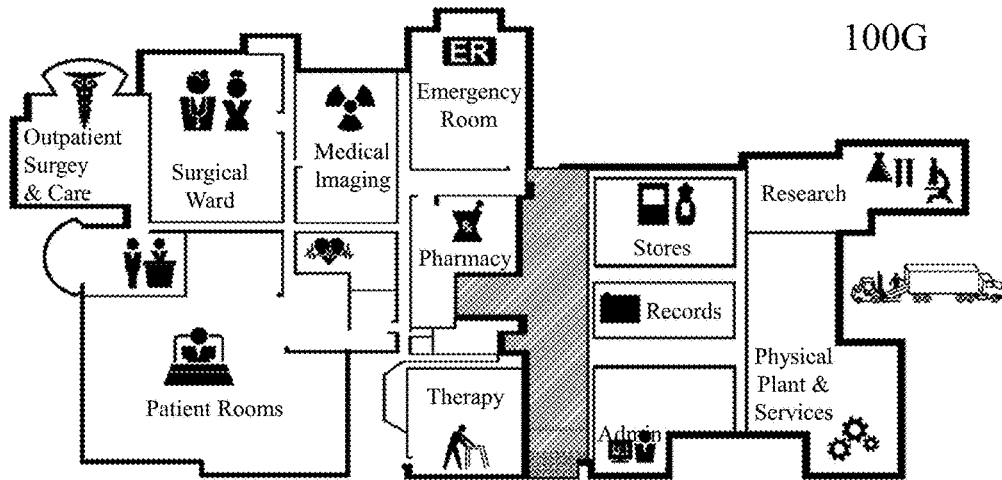 100G
ER
Emergency
Room
Outpatient
Surgey
& Care
Surgical
Ward
Medical
Imaging
Research
Pharmacy
Stores
Records
Physical
Plant &
Services
Patient Rooms
Therapy
Admin